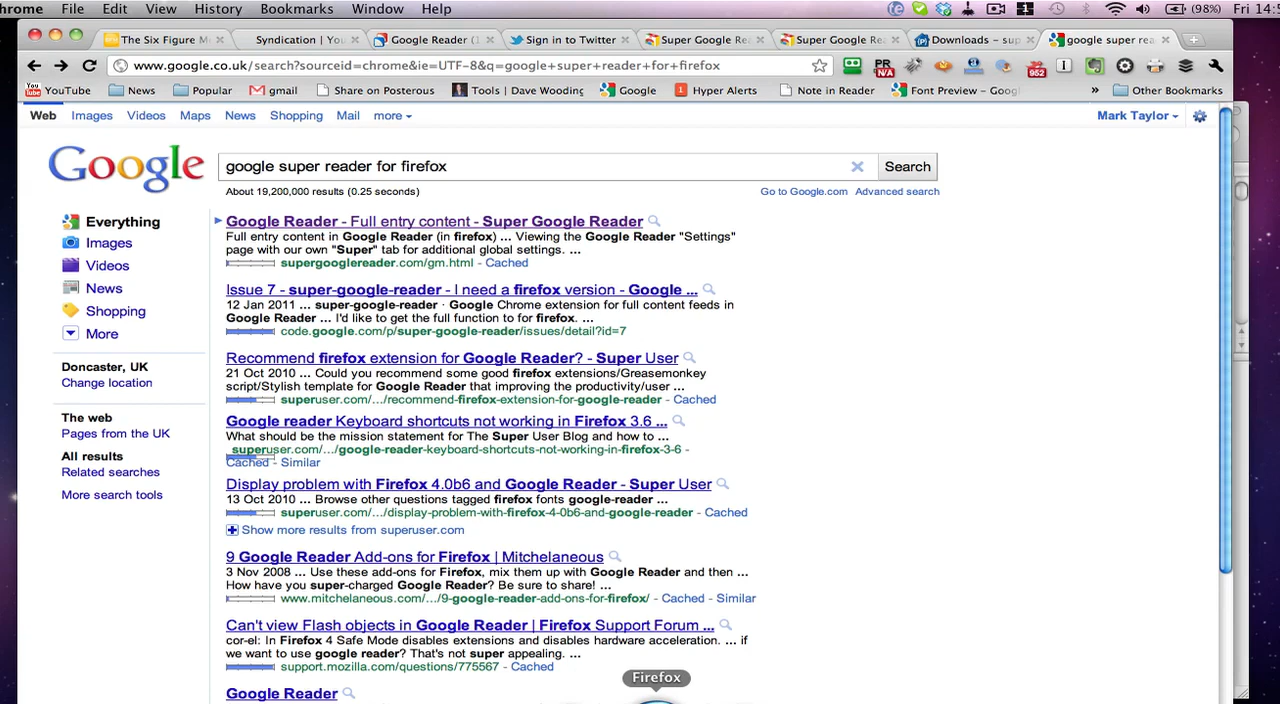 hrome File Edit View History Bookmarks Window Help 1 (98%) Fri 14:5
The Six Figure M Syndication | Yo Google Reader (1 Sign in to Twitter Super Google Re Super Google Re Downloads – sup google super rea
www.google.co.uk/search?sourceid=chrome&ie=UTF-8&q=google+super+reader+for+firefox PR N/A 952
You Tube YouTube News Popular gmail Share on Posterous Tools | Dave Wooding Google Hyper Alerts Note in Reader Font Preview – Goog » Other Bookmarks
Web Images Videos Maps News Shopping Mail more Mark Taylor
Google google super reader for firefox Search
About 19,200,000 results (0.25 seconds) Go to Google.com Advanced search
Everything
Images
Videos
News
Shopping
More
Doncaster, UK
Change location
The web
Pages from the UK
All results
Related searches
More search tools
Google Reader - Full entry content - Super Google Reader
Full entry content in Google Reader (in firefox) ... Viewing the Google Reader "Settings"
page with our own "Super" tab for additional global settings. ...
supergooglereader.com/gm.html - Cached
Issue 7 - super-google-reader - I need a firefox version - Google ...
12 Jan 2011 ... super-google-reader · Google Chrome extension for full content feeds in
Google Reader ... I'd like to get the full function to for firefox. ...
code.google.com/p/super-google-reader/issues/detail?id=7
Recommend firefox extension for Google Reader? - Super User
21 Oct 2010 ... Could you recommend some good firefox extensions/Greasemonkey
script/Stylish template for Google Reader that improving the productivity/user ...
superuser.com/.../recommend-firefox-extension-for-google-reader - Cached
Google reader Keyboard shortcuts not working in Firefox 3.6 ...
What should be the mission statement for The Super User Blog and how to ...
superuser.com/.../google-reader-keyboard-shortcuts-not-working-in-firefox-3-6 -
Cached - Similar
Display problem with Firefox 4.0b6 and Google Reader - Super User
13 Oct 2010 ... Browse other questions tagged firefox fonts google-reader ...
superuser.com/.../display-problem-with-firefox-4-0b6-and-google-reader - Cached
Show more results from superuser.com
9 Google Reader Add-ons for Firefox | Mitchelaneous
3 Nov 2008 ... Use these add-ons for Firefox, mix them up with Google Reader and then ...
How have you super-charged Google Reader? Be sure to share! ...
www.mitchelaneous.com/.../9-google-reader-add-ons-for-firefox/ - Cached - Similar
Can't view Flash objects in Google Reader | Firefox Support Forum ...
cor-el: In Firefox 4 Safe Mode disables extensions and disables hardware acceleration. ... if
we want to use google reader? That's not super appealing. ...
support.mozilla.com/questions/775567 - Cached
Firefox
Google Reader